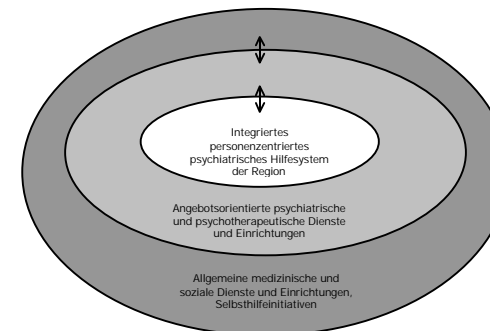 Integriertes
personenzentriertes
psychiatrisches Hilfesystem
der Region
Angebotsorientierte psychiatrische
und psychotherapeutische Dienste
und Einrichtungen
Allgemeine medizinische und
soziale Dienste und Einrichtungen,
Selbsthilfeinitiativen